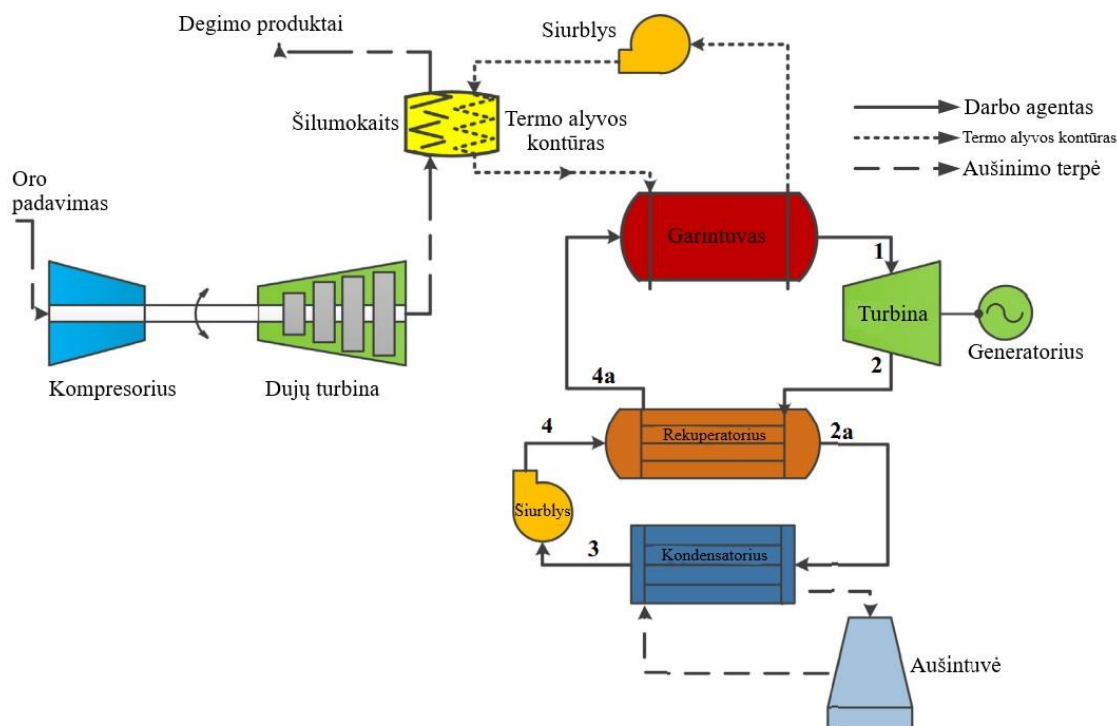 Degimo produktai
Siurblys
Šilumokaits
Termo alyvos
kontūras
Darbo agentas
Termo alyvos kontūras
Aušinimo terpė
Oro
padavimas
Garintuvas
1
Turbina
Generatorius
Kompresorius
Dujų turbina
2
4a
4
Rekuperatorius
2a
Šiurblys
3
Kondensatorius
Aušintuvė